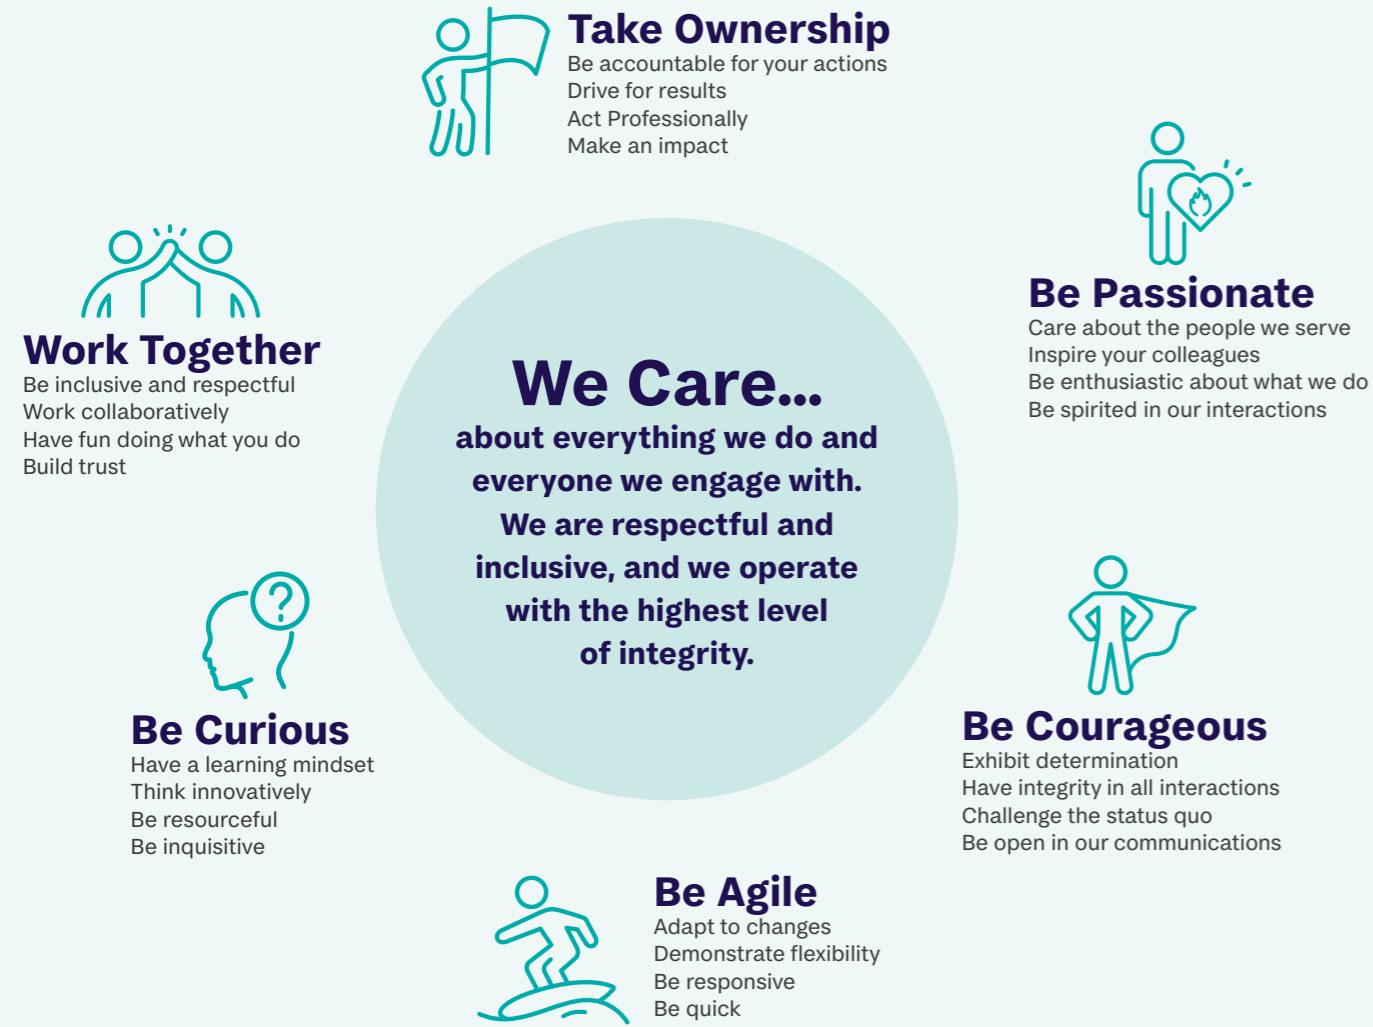 Take Ownership
Be accountable for your actions
Drive for results
Act Professionally
Make an impact
Be Passionate
Care about the people we serve
Inspire your colleagues
Be enthusiastic about what we do
Be spirited in our interactions
Work Together
Be inclusive and respectful
Work collaboratively
Have fun doing what you do
Build trust
We Care...
about everything we do and
everyone we engage with.
We are respectful and
inclusive, and we operate
with the highest level
of integrity.
?
Be Curious
Have a learning mindset
Think innovatively
Be resourceful
Be inquisitive
Be Courageous
Exhibit determination
Have integrity in all interactions
Challenge the status quo
Be open in our communications
Be Agile
Adapt to changes
Demonstrate flexibility
Be responsive
Be quick